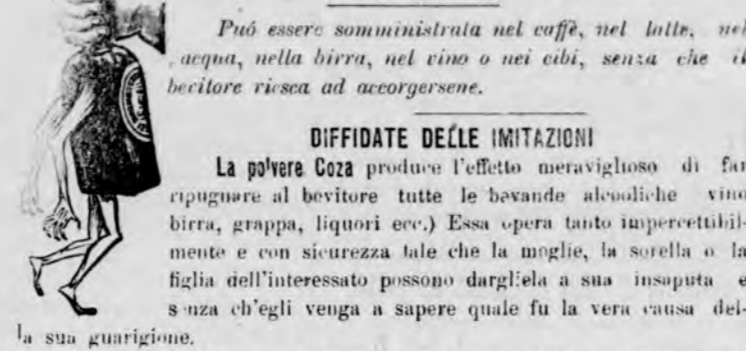 Puó essere somministrata nel caffè, nel latte, nel
acqua, nella birra, nel vino o nei cibi, senza che il
bevitore riesca ad accorgersene.
DIFFIDATE DELLE IMITAZIONI
La polvere Coza produce l'effetto meraviglioso di far
ripugnare al bevitore tutte le bevande alcooliche vino
birra, grappa, liquori ecc.) Essa opera tanto impercettibil-
mente e con sicurezza tale che la moglie, la sorella o la
figlia dell'interessato possono dargliela a sua insaputa e
senza ch'egli venga a sapere quale fu la vera causa del-
la sua guarigione.